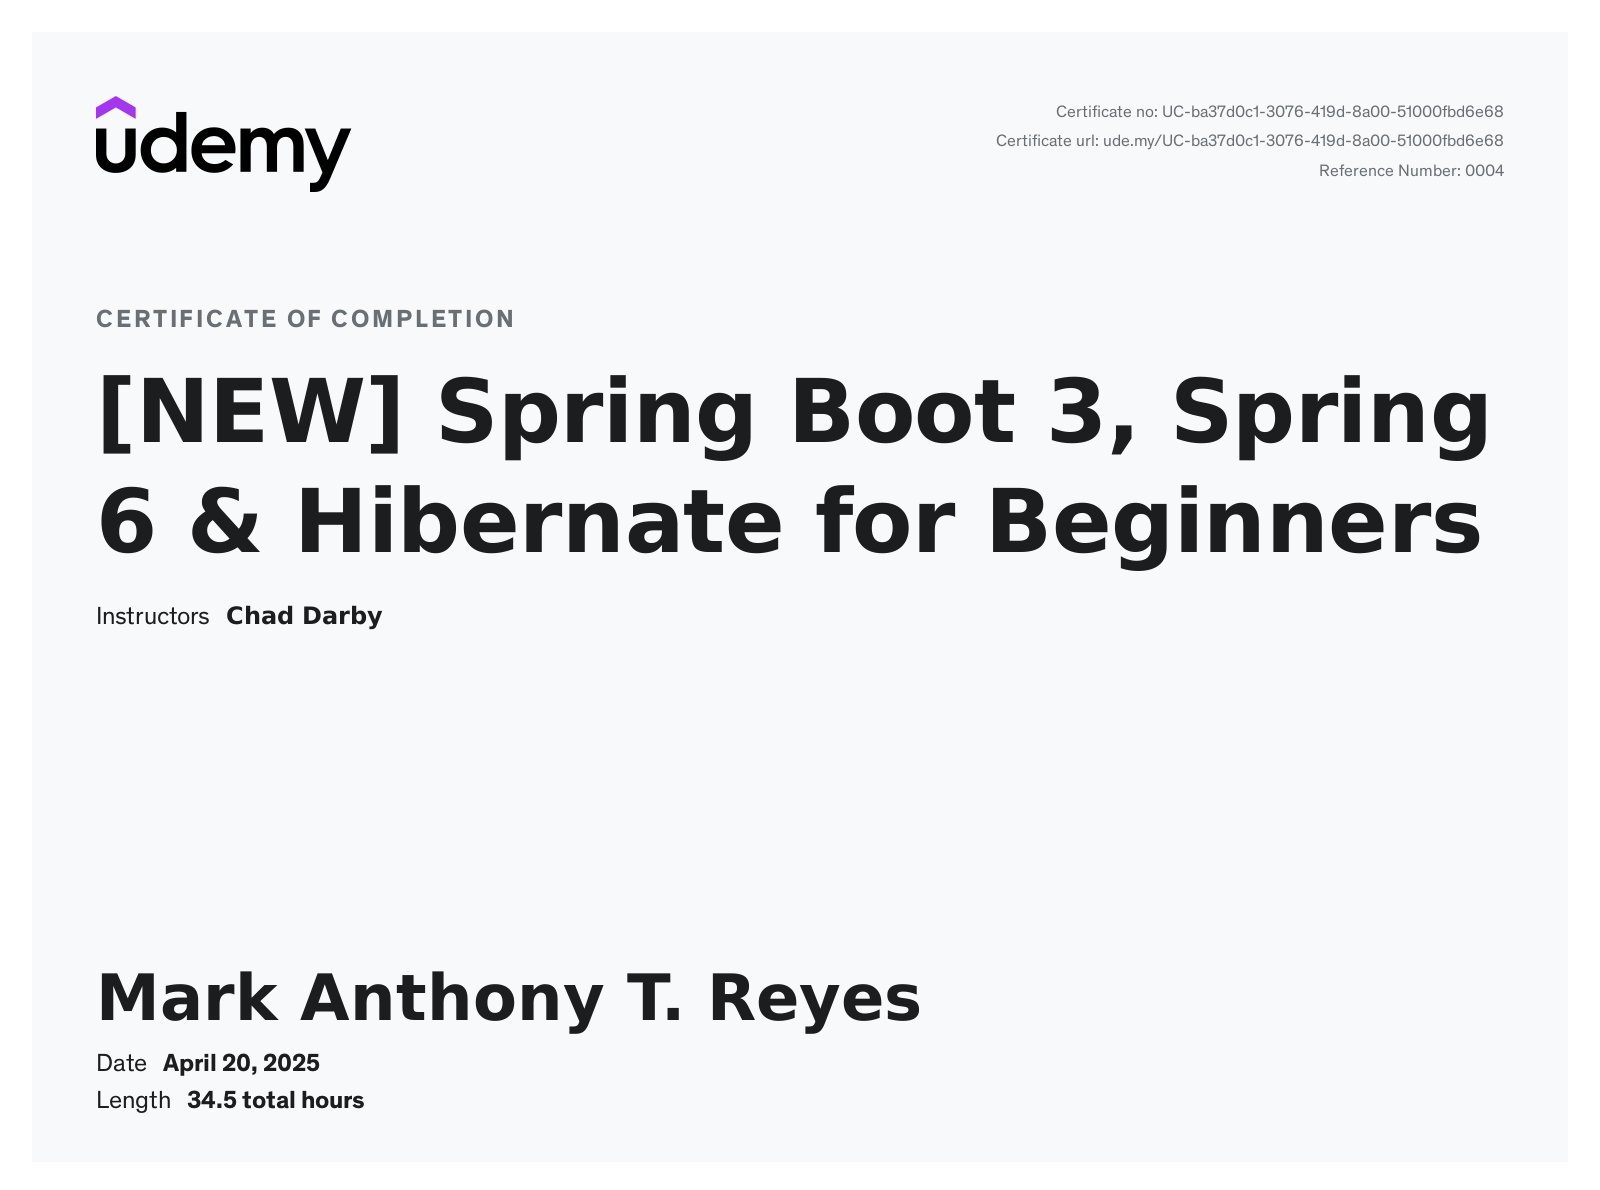 udemy
Certificate no: UC-ba37d0c1-3076-419d-8a00-51000fbd6e68
Certificate url: ude.my/UC-ba37d0c1-3076-419d-8a00-51000fbd6e68
Reference Number: 0004
CERTIFICATE OF COMPLETION
[NEW] Spring Boot 3, Spring
6 & Hibernate for Beginners
Instructors Chad Darby
Mark Anthony T. Reyes
Date April 20, 2025
Length 34.5 total hours